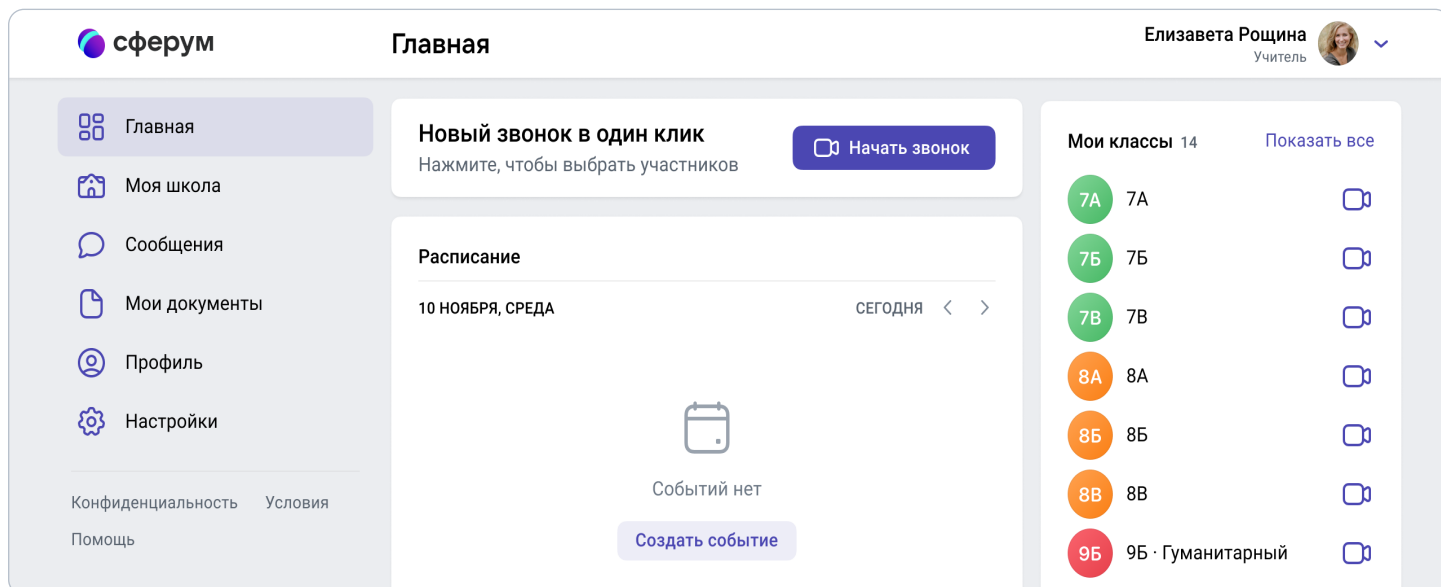 сферум
Главная
Елизавета Рощина
Учитель
Главная
Моя школа
Сообщения
Мои документы
Профиль
Настройки
Конфиденциальность Условия
Помощь
Новый звонок в один клик
Нажмите, чтобы выбрать участников
Начать звонок
Расписание
10 НОЯБРЯ, СРЕДА СЕГОДНЯ
Событий нет
Создать событие
Мои классы 14 Показать все
7А 7А
7Б 7Б
7В 7В
8А 8А
8Б 8Б
8В 8В
9Б 9Б · Гуманитарный